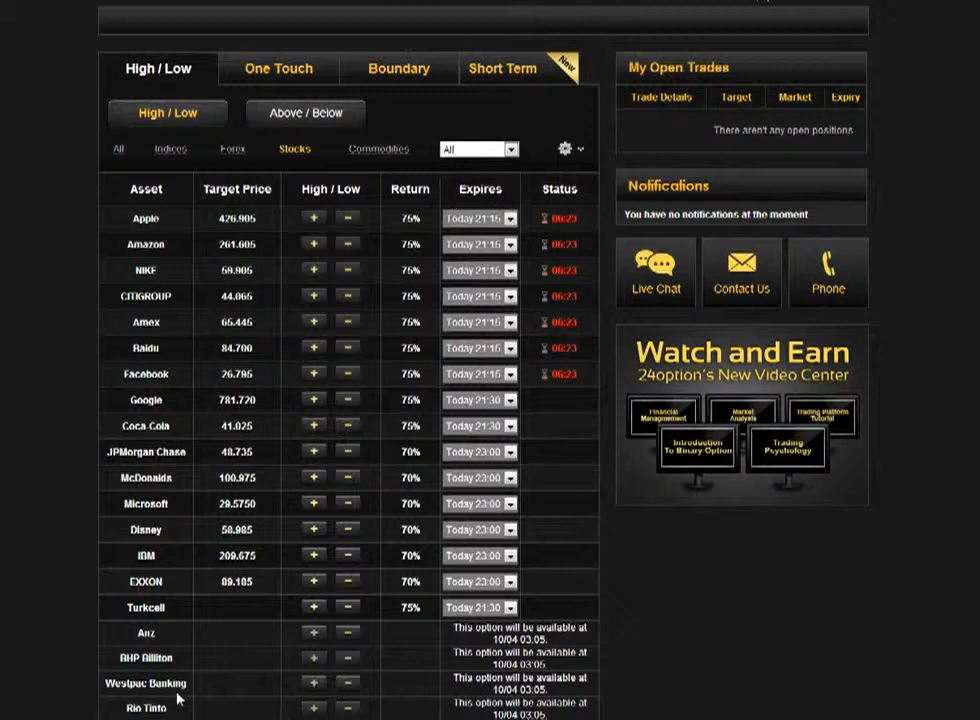 High / Low One Touch Boundary Short Term New
High / Low Above / Below
All Indices Forex Stocks Commodities All
Asset Target Price High / Low Return Expires Status
Apple 426.905 + - 75% Today 21:15 06:23
Amazon 261.605 + - 75% Today 21:15 06:23
NIKE 59.905 + - 75% Today 21:15 06:23
CITIGROUP 44.065 + - 75% Today 21:15 06:23
Amex 65.445 + - 75% Today 21:15 06:23
Baidu 84.700 + - 75% Today 21:15 06:23
Facebook 26.795 + - 75% Today 21:15 06:23
Google 781.720 + - 75% Today 21:30
Coca-Cola 41.025 + - 75% Today 21:30
JPMorgan Chase 48.735 + - 70% Today 23:00
McDonalds 100.975 + - 70% Today 23:00
Microsoft 29.5750 + - 70% Today 23:00
Disney 58.985 + - 70% Today 23:00
IBM 209.675 + - 70% Today 23:00
EXXON 89.185 + - 70% Today 23:00
Turkcell + - 75% Today 21:30
Anz + - This option will be available at
10/04 03:05.
BHP Billiton + - This option will be available at
10/04 03:05.
Westpac Banking + - This option will be available at
10/04 03:05.
Rio Tinto + - This option will be available at
10/04 03:05.
My Open Trades
Trade Details Target Market Expiry
There aren't any open positions
Notifications
You have no notifications at the moment
Live Chat Contact Us Phone
Watch and Earn
24option's New Video Center
Financial
Management
Market
Analysis
Trading Platform
Tutorial
Introduction
To Binary Option
Trading
Psychology